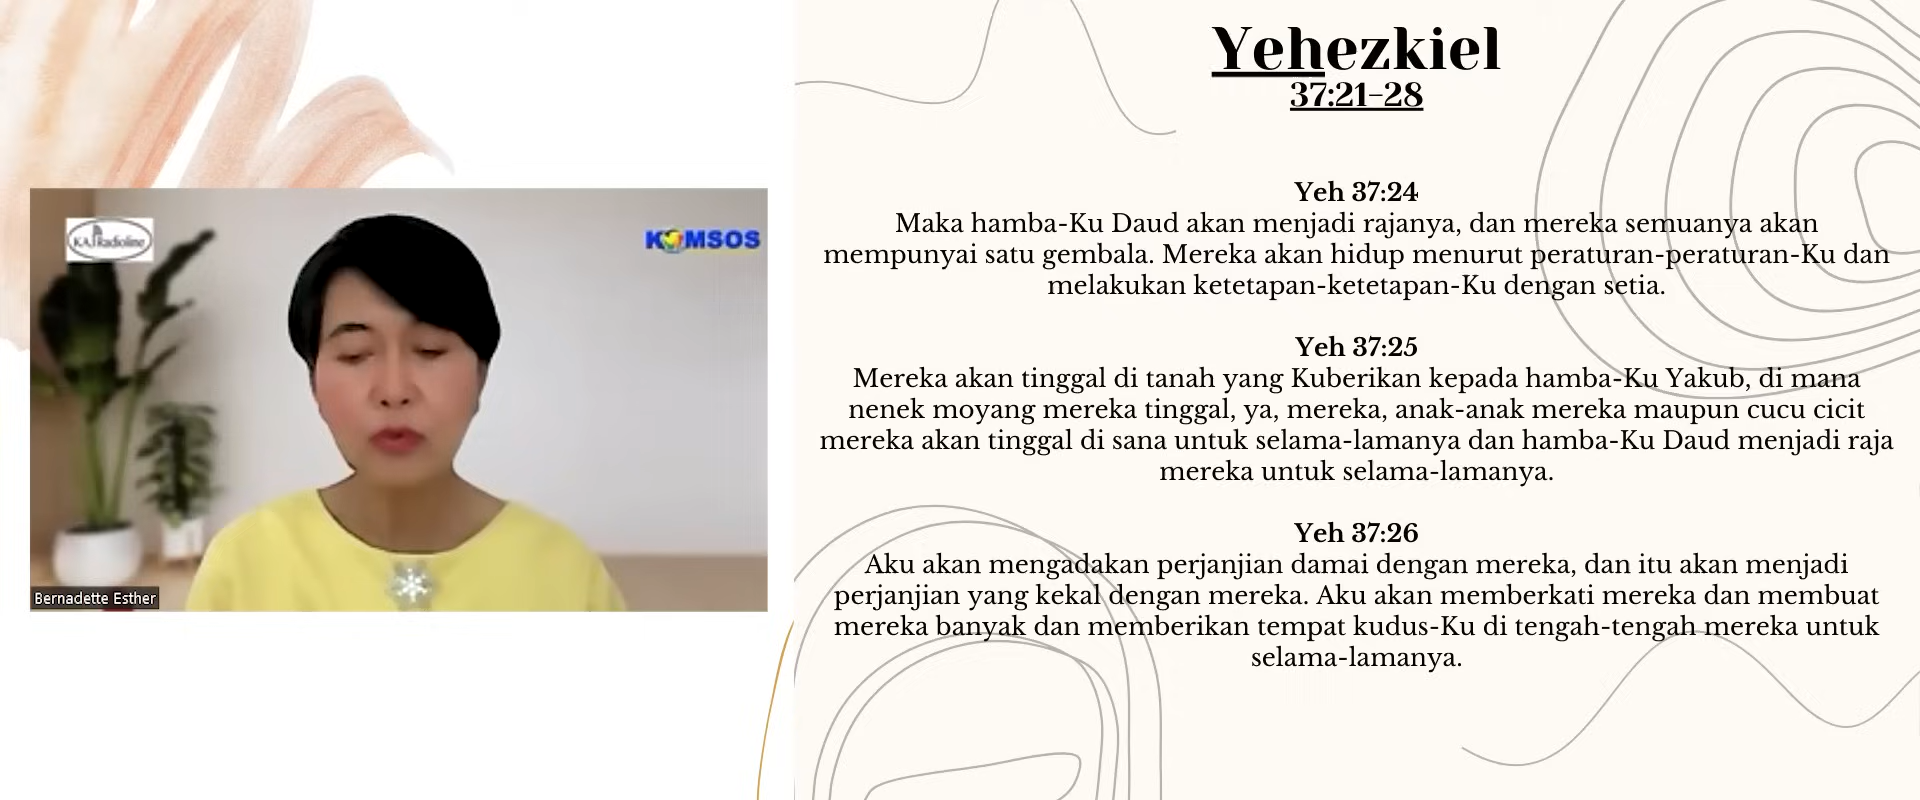 KAJ Radioline
KOMSOS
Bernadette Esther
Yehezkiel
37:21-28
Yeh 37:24
Maka hamba-Ku Daud akan menjadi rajanya, dan mereka semuanya akan
mempunyai satu gembala. Mereka akan hidup menurut peraturan-peraturan-Ku dan
melakukan ketetapan-ketetapan-Ku dengan setia.
Yeh 37:25
Mereka akan tinggal di tanah yang Kuberikan kepada hamba-Ku Yakub, di mana
nenek moyang mereka tinggal, ya, mereka, anak-anak mereka maupun cucu cicit
mereka akan tinggal di sana untuk selama-lamanya dan hamba-Ku Daud menjadi raja
mereka untuk selama-lamanya.
Yeh 37:26
Aku akan mengadakan perjanjian damai dengan mereka, dan itu akan menjadi
perjanjian yang kekal dengan mereka. Aku akan memberkati mereka dan membuat
mereka banyak dan memberikan tempat kudus-Ku di tengah-tengah mereka untuk
selama-lamanya.